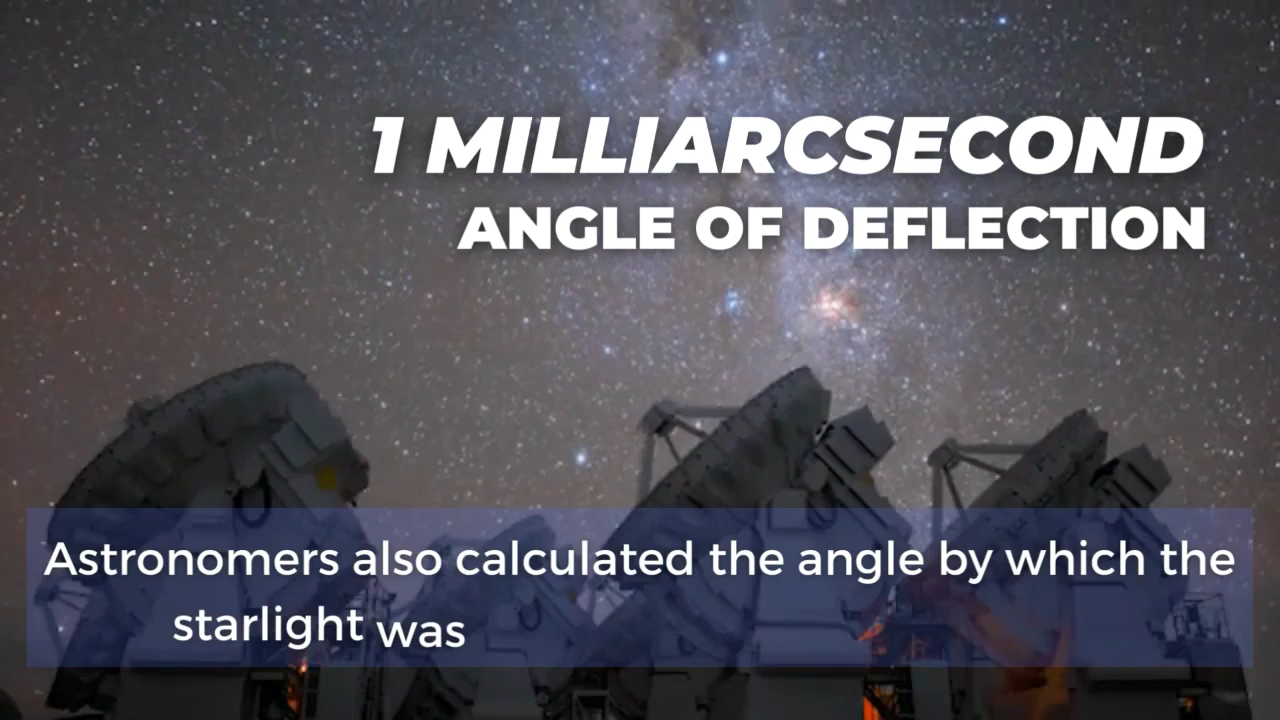 1 MILLIARCSECOND
ANGLE OF DEFLECTION
Astronomers also calculated the angle by which the
starlight was